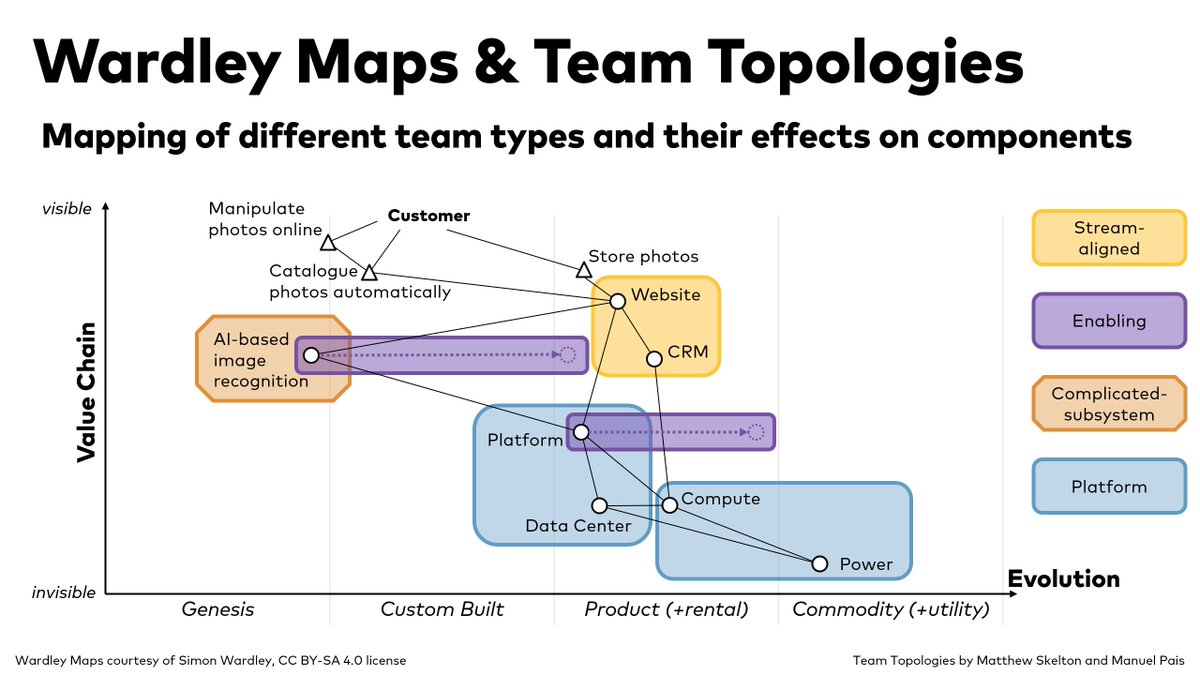 Wardley Maps & Team Topologies
Mapping of different team types and their effects on components
visible
Manipulate
photos online
Customer
Catalogue
photos automatically
Store photos
Website
CRM
AI-based
image
recognition
Platform
Data Center
Compute
Power
Value Chain
invisible
Evolution
Genesis
Custom Built
Product (+rental)
Commodity (+utility)
Stream-
aligned
Enabling
Complicated-
subsystem
Platform
Wardley Maps courtesy of Simon Wardley, CC BY-SA 4.0 license
Team Topologies by Matthew Skelton and Manuel Pais